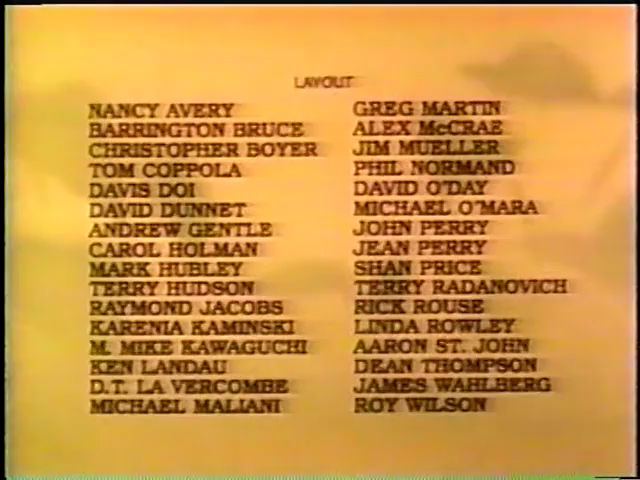 LAYOUT
NANCY AVERY
BARRINGTON BRUCE
CHRISTOPHER BOYER
TOM COPPOLA
DAVIS DOI
DAVID DUNNET
ANDREW GENTLE
CAROL HOLMAN
MARK HUBLEY
TERRY HUDSON
RAYMOND JACOBS
KARENIA KAMINSKI
M. MIKE KAWAGUCHI
KEN LANDAU
D.T. LA VERCOMBE
MICHAEL MALIANI
GREG MARTIN
ALEX McCRAE
JIM MUELLER
PHIL NORMAND
DAVID O'DAY
MICHAEL O'MARA
JOHN PERRY
JEAN PERRY
SHAN PRICE
TERRY RADANOVICH
RICK ROUSE
LINDA ROWLEY
AARON ST. JOHN
DEAN THOMPSON
JAMES WAHLBERG
ROY WILSON